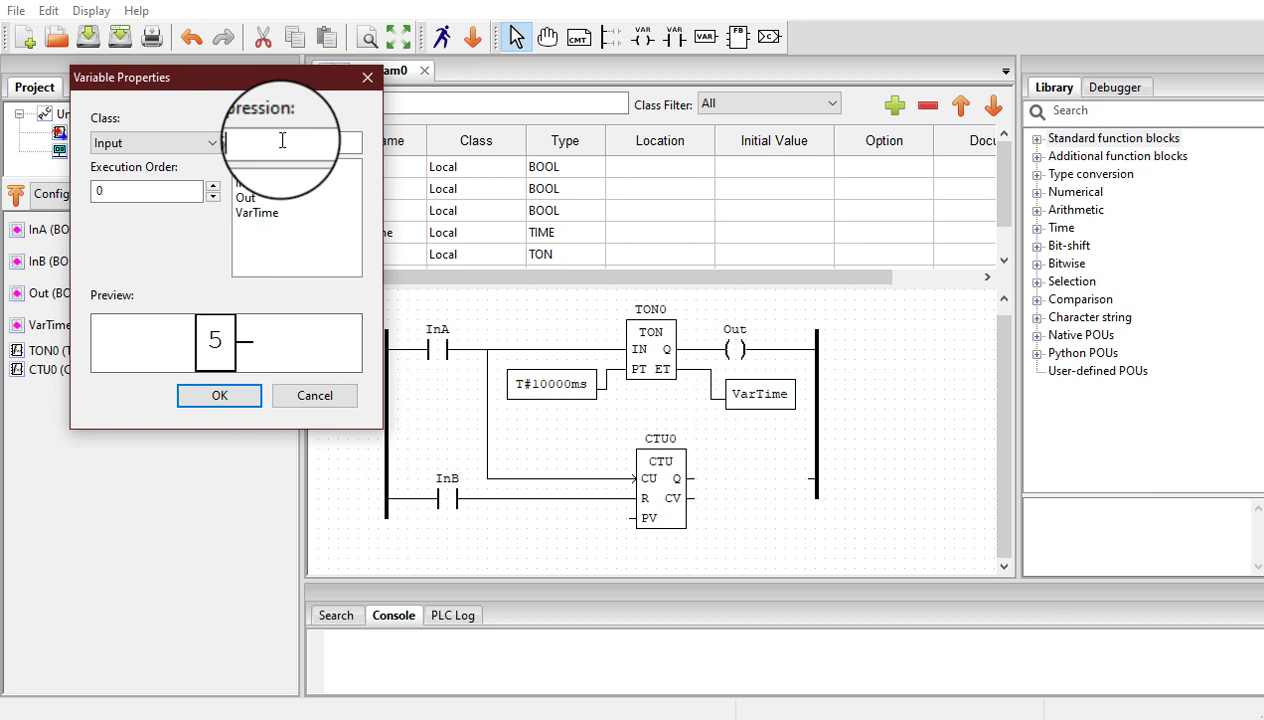 File Edit Display Help
CMT VAR VAR VAR FB
Project
Variable Properties
am0
Class:
pression:
Input
Execution Order:
0
Out
VarTime
Preview:
5
OK Cancel
Config
InA (BO
InB (BO
Out (BO
VarTime
TON0 (T
CTU0 (C
Class Filter: All
ame Class Type Location Initial Value Option Docu
Local BOOL
Local BOOL
Local BOOL
me Local TIME
Local TON
InA
TON0
TON
IN Q
PT ET
Out
T#10000ms
VarTime
CTU0
CTU
CU Q
R CV
PV
InB
Search Console PLC Log
Library Debugger
Search
Standard function blocks
Additional function blocks
Type conversion
Numerical
Arithmetic
Time
Bit-shift
Bitwise
Selection
Comparison
Character string
Native POUs
Python POUs
User-defined POUs